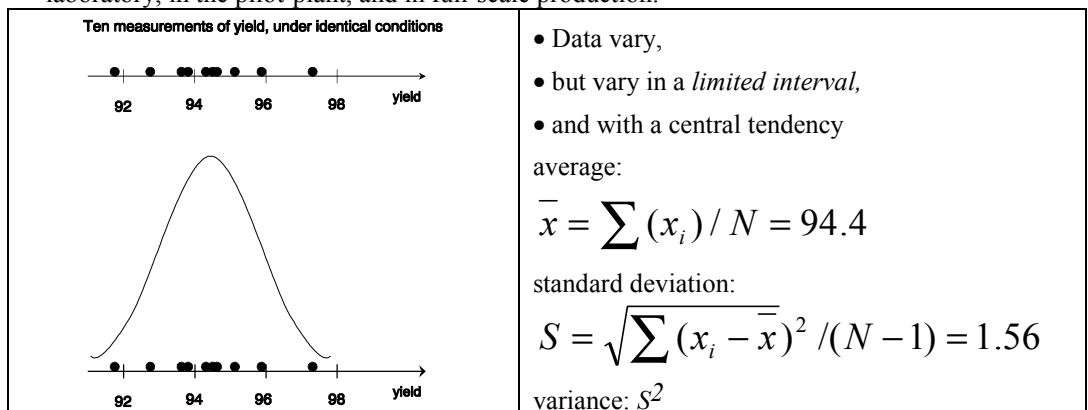 laboratory, in the pilot plant, and in full scale production.
Ten measurements of yield, under identical conditions
92 94 96 98 yield
92 94 96 98 yield
• Data vary,
• but vary in a limited interval,
• and with a central tendency
average:
x̄ = ∑ (xᵢ) / N = 94.4
standard deviation:
S = √∑ (xᵢ − x̄)² /(N − 1) = 1.56
variance: S²